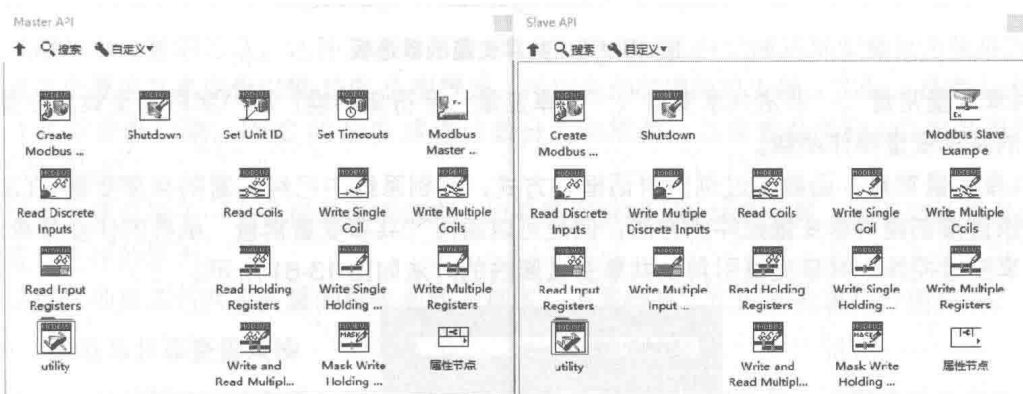 Master API
搜索 自定义▾
Create Modbus ...
Shutdown
Set Unit ID
Set Timeouts
Modbus Master ...
Read Discrete Inputs
Read Coils
Write Single Coil
Write Multiple Coils
Read Input Registers
Read Holding Registers
Write Single Holding ...
Write Multiple Registers
utility
Write and Read Multipl...
Mask Write Holding ...
属性节点
Slave API
搜索 自定义▾
Create Modbus ...
Shutdown
Modbus Slave Example
Read Discrete Inputs
Write Mutiple Discrete Inputs
Read Coils
Write Single Coil
Write Multiple Coils
Read Input Registers
Write Multiple Input ...
Read Holding Registers
Write Single Holding ...
Write Multiple Registers
utility
Write and Read Multipl...
Mask Write Holding ...
属性节点